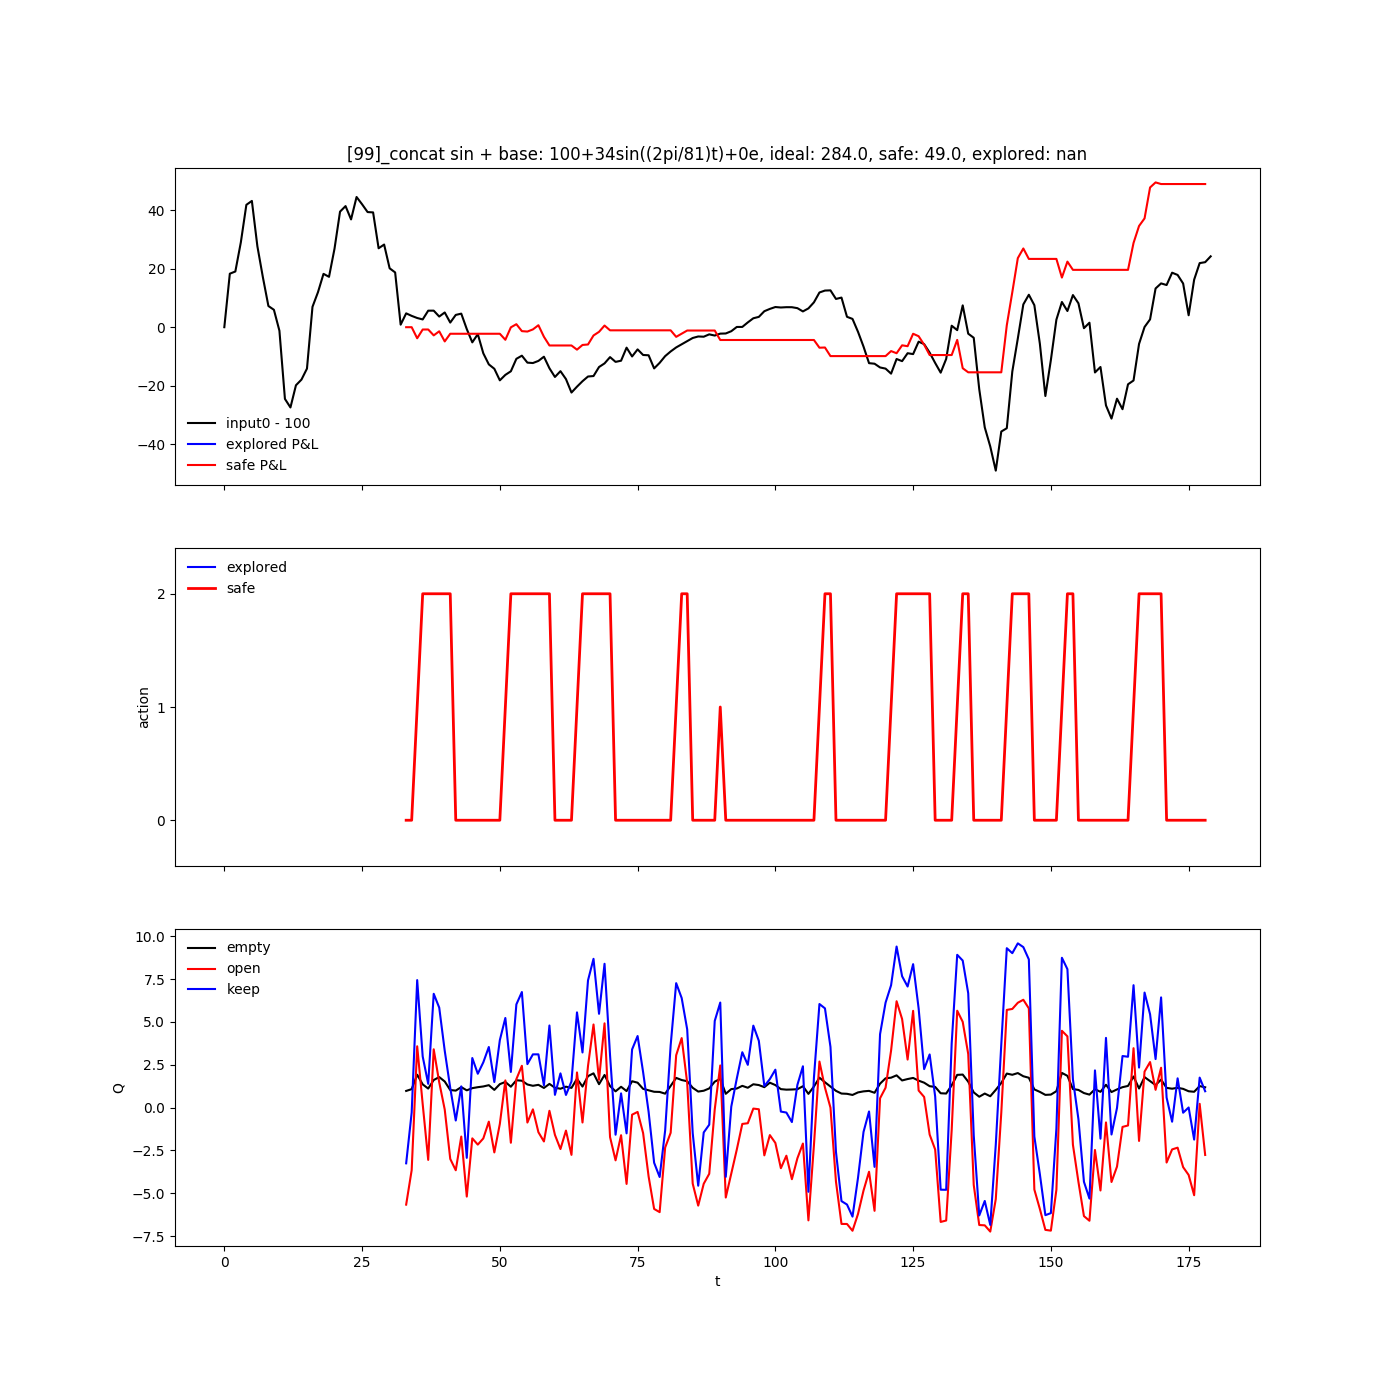 [99]_concat sin + base: 100+34sin((2pi/81)t)+0e, ideal: 284.0, safe: 49.0, explored: nan
40
20
0
−20
−40
input0 - 100
explored P&L
safe P&L
explored
safe
2
1
0
action
empty
open
keep
10.0
7.5
5.0
2.5
0.0
−2.5
−5.0
−7.5
Q
0 25 50 75 100 125 150 175
t